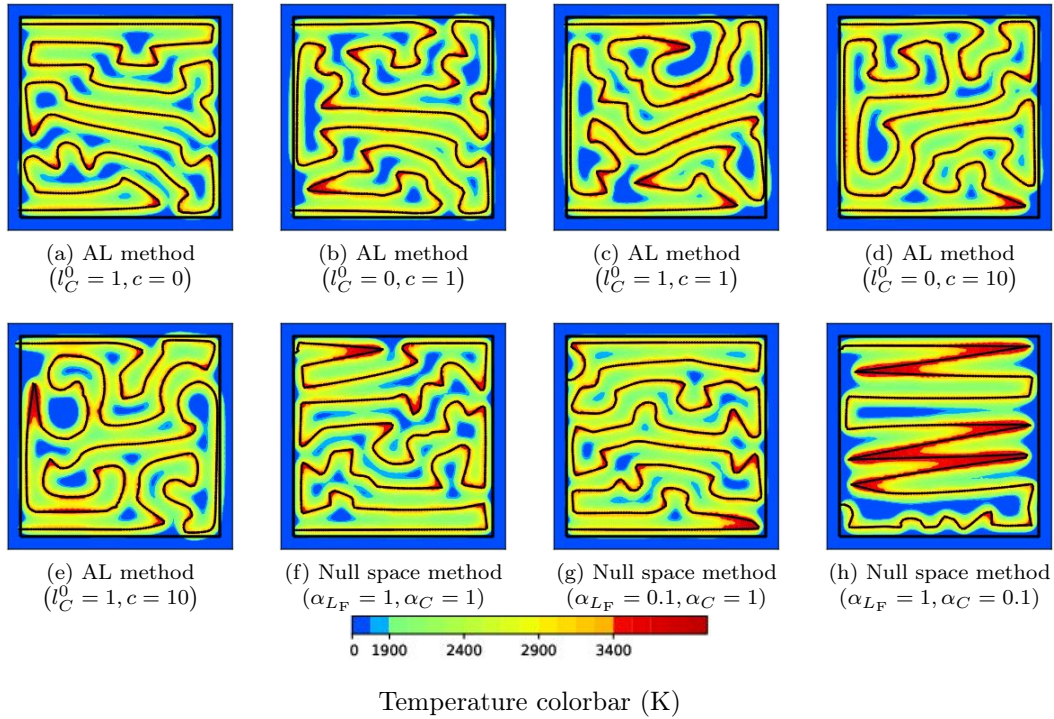 (a) AL method
(l_C^0 = 1, c = 0)
(b) AL method
(l_C^0 = 0, c = 1)
(c) AL method
(l_C^0 = 1, c = 1)
(d) AL method
(l_C^0 = 0, c = 10)
(e) AL method
(l_C^0 = 1, c = 10)
(f) Null space method
(α_{L_F} = 1, α_C = 1)
(g) Null space method
(α_{L_F} = 0.1, α_C = 1)
(h) Null space method
(α_{L_F} = 1, α_C = 0.1)
0 1900 2400 2900 3400
Temperature colorbar (K)